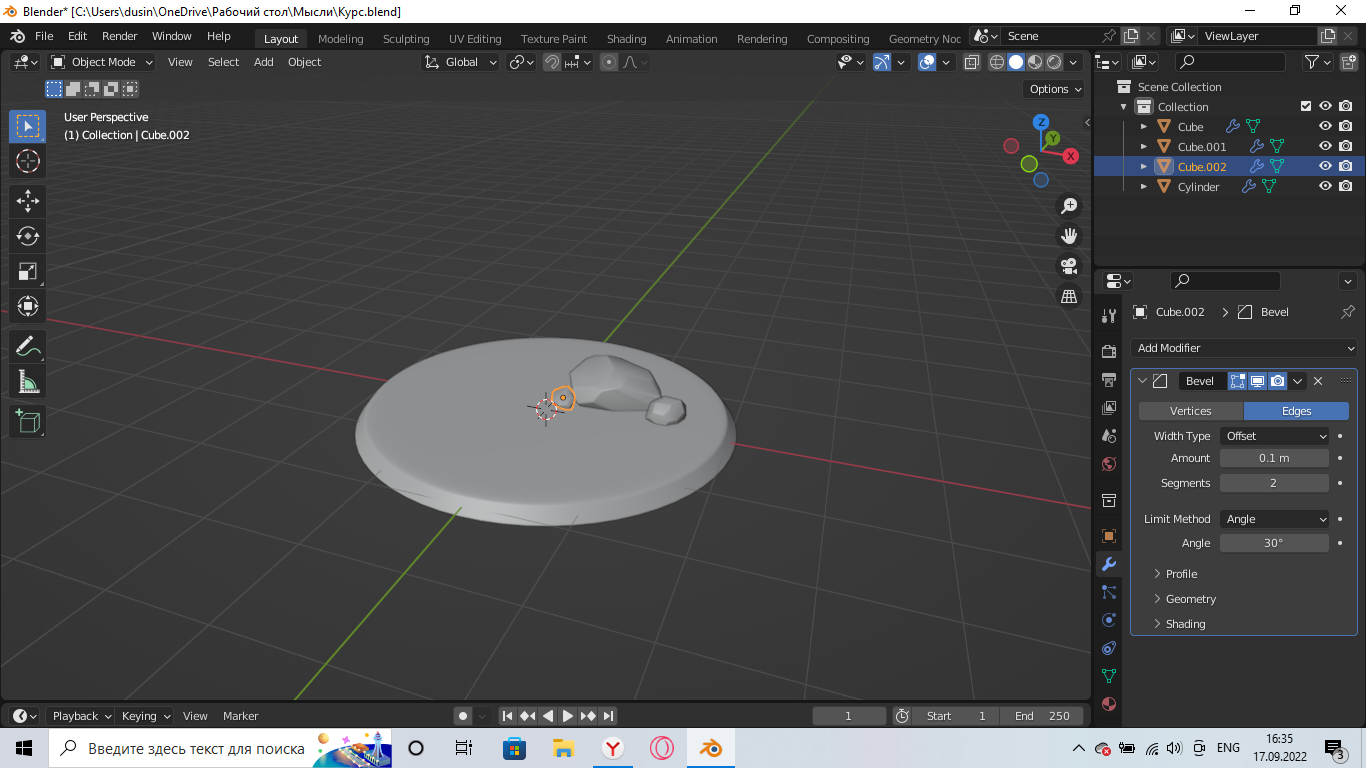 Blender* [C:\Users\dusin\OneDrive\Рабочий стол\Мысли\Курс.blend]
File Edit Render Window Help Layout Modeling Sculpting UV Editing Texture Paint Shading Animation Rendering Compositing Geometry Noc Scene ViewLayer
Object Mode View Select Add Object Global
Options
User Perspective
(1) Collection | Cube.002
Z
Y
X
Scene Collection
Collection
Cube
Cube.001
Cube.002
Cylinder
Cube.002 Bevel
Add Modifier
Bevel
Vertices Edges
Width Type Offset
Amount 0.1 m
Segments 2
Limit Method Angle
Angle 30°
Profile
Geometry
Shading
Playback Keying View Marker 1 Start 1 End 250
Введите здесь текст для поиска
ENG
16:35
17.09.2022
3